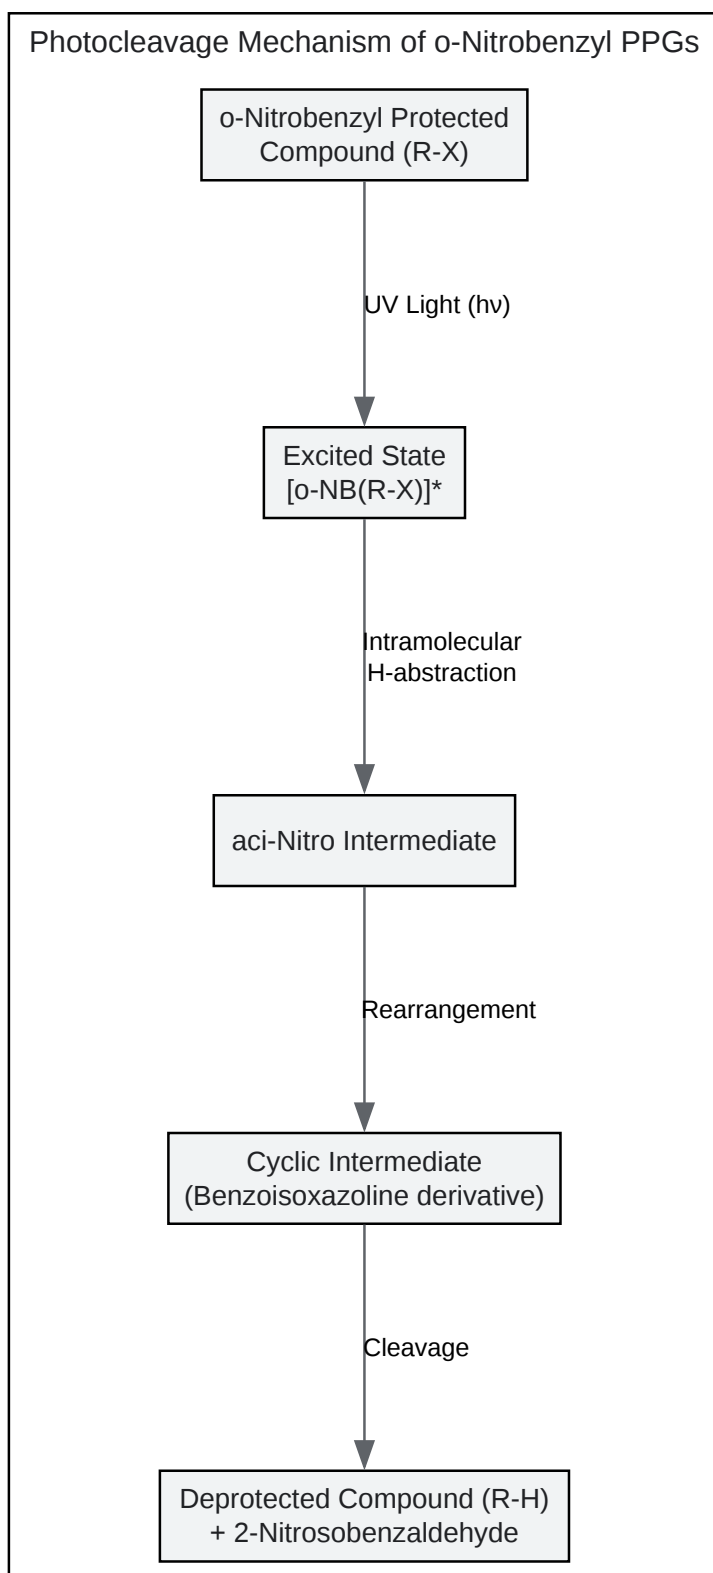 Photocleavage Mechanism of o-Nitrobenzyl PPGs
o-Nitrobenzyl Protected
Compound (R-X)
UV Light (hν)
Excited State
[o-NB(R-X)]*
Intramolecular
H-abstraction
aci-Nitro Intermediate
Rearrangement
Cyclic Intermediate
(Benzoisoxazoline derivative)
Cleavage
Deprotected Compound (R-H)
+ 2-Nitrosobenzaldehyde